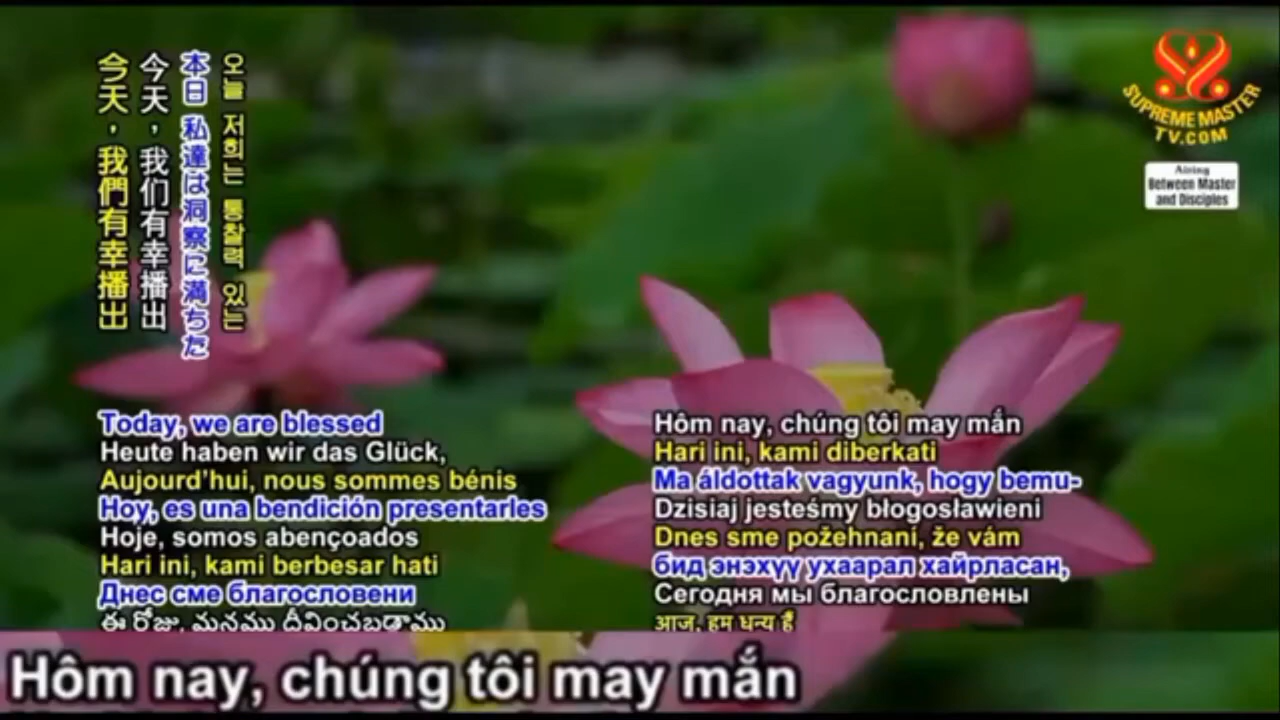 今天，我們有幸播出
今天，我们有幸播出
本日 私達は洞察に満ちた
오늘 저희는 통찰력 있는
SUPREME MASTER
TV.COM
Airing
Between Master
and Disciples
Today, we are blessed
Heute haben wir das Glück,
Aujourd'hui, nous sommes bénis
Hoy, es una bendición presentarles
Hoje, somos abençoados
Hari ini, kami berbesar hati
Днес сме благословени
ఈ రోజు, మనము దీవించబడాము
Hôm nay, chúng tôi may mắn
Hari ini, kami diberkati
Ma áldottak vagyunk, hogy bemu-
Dzisiaj jesteśmy błogosławieni
Dnes sme požehnaní, že vám
бид энэхүү ухаарал хайрласан,
Сегодня мы благословлены
आज, हम धन्य हैं
Hôm nay, chúng tôi may mắn